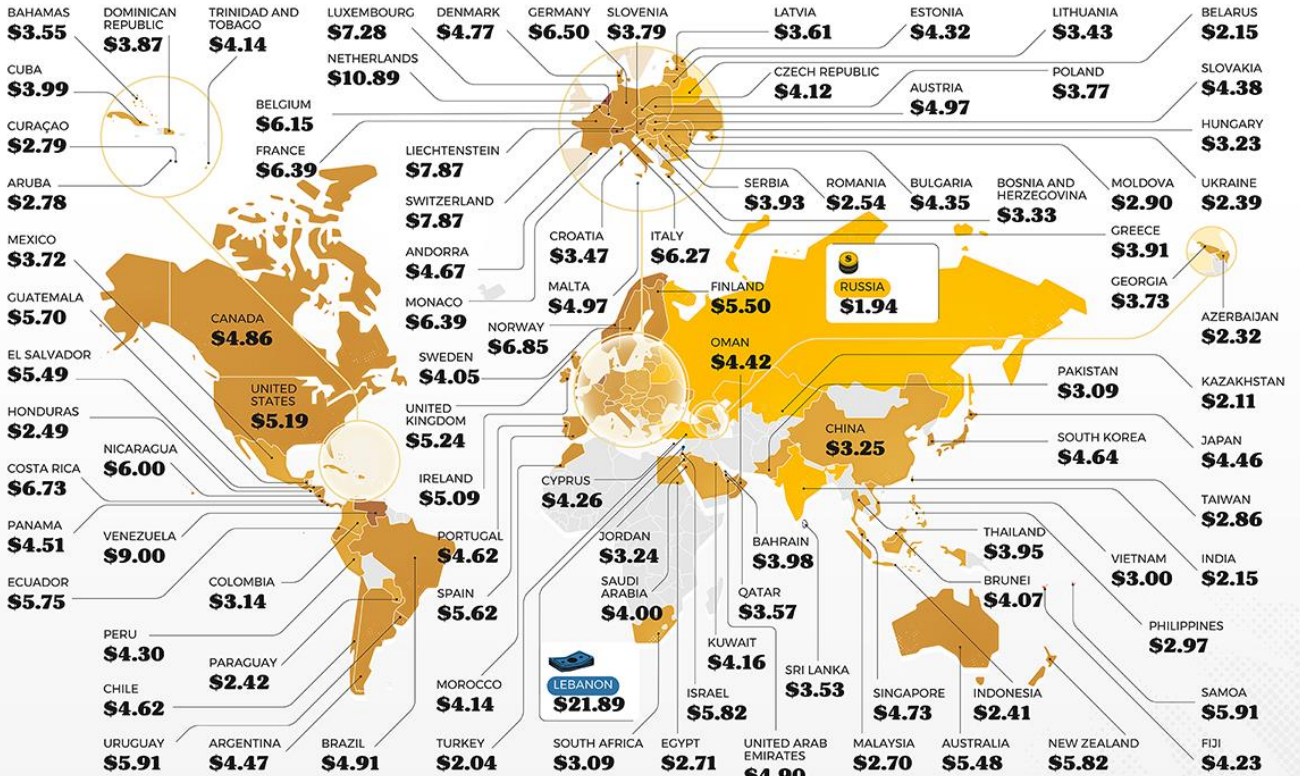 BAHAMAS
$3.55
DOMINICAN
REPUBLIC
$3.87
TRINIDAD AND
TOBAGO
$4.14
LUXEMBOURG
$7.28
DENMARK
$4.77
GERMANY
$6.50
SLOVENIA
$3.79
LATVIA
$3.61
ESTONIA
$4.32
LITHUANIA
$3.43
BELARUS
$2.15
CUBA
$3.99
NETHERLANDS
$10.89
CZECH REPUBLIC
$4.12
AUSTRIA
$4.97
POLAND
$3.77
SLOVAKIA
$4.38
BELGIUM
$6.15
CURAÇAO
$2.79
HUNGARY
$3.23
FRANCE
$6.39
LIECHTENSTEIN
$7.87
ARUBA
$2.78
SWITZERLAND
$7.87
SERBIA
$3.93
ROMANIA
$2.54
BULGARIA
$4.35
BOSNIA AND
HERZEGOVINA
$3.33
MOLDOVA
$2.90
UKRAINE
$2.39
MEXICO
$3.72
ANDORRA
$4.67
CROATIA
$3.47
ITALY
$6.27
GREECE
$3.91
GUATEMALA
$5.70
MONACO
$6.39
MALTA
$4.97
FINLAND
$5.50
$
RUSSIA
$1.94
GEORGIA
$3.73
AZERBAIJAN
$2.32
CANADA
$4.86
NORWAY
$6.85
OMAN
$4.42
EL SALVADOR
$5.49
SWEDEN
$4.05
PAKISTAN
$3.09
KAZAKHSTAN
$2.11
UNITED
STATES
$5.19
HONDURAS
$2.49
UNITED
KINGDOM
$5.24
CHINA
$3.25
SOUTH KOREA
$4.64
JAPAN
$4.46
NICARAGUA
$6.00
COSTA RICA
$6.73
IRELAND
$5.09
CYPRUS
$4.26
TAIWAN
$2.86
PANAMA
$4.51
VENEZUELA
$9.00
PORTUGAL
$4.62
JORDAN
$3.24
BAHRAIN
$3.98
THAILAND
$3.95
VIETNAM
$3.00
INDIA
$2.15
ECUADOR
$5.75
COLOMBIA
$3.14
SPAIN
$5.62
SAUDI
ARABIA
$4.00
QATAR
$3.57
BRUNEI
$4.07
PHILIPPINES
$2.97
PERU
$4.30
KUWAIT
$4.16
PARAGUAY
$2.42
SRI LANKA
$3.53
CHILE
$4.62
MOROCCO
$4.14
LEBANON
$21.89
ISRAEL
$5.82
SINGAPORE
$4.73
INDONESIA
$2.41
SAMOA
$5.91
URUGUAY
$5.91
ARGENTINA
$4.47
BRAZIL
$4.91
TURKEY
$2.04
SOUTH AFRICA
$3.09
EGYPT
$2.71
UNITED ARAB
EMIRATES
$4.90
MALAYSIA
$2.70
AUSTRALIA
$5.48
NEW ZEALAND
$5.82
FIJI
$4.23